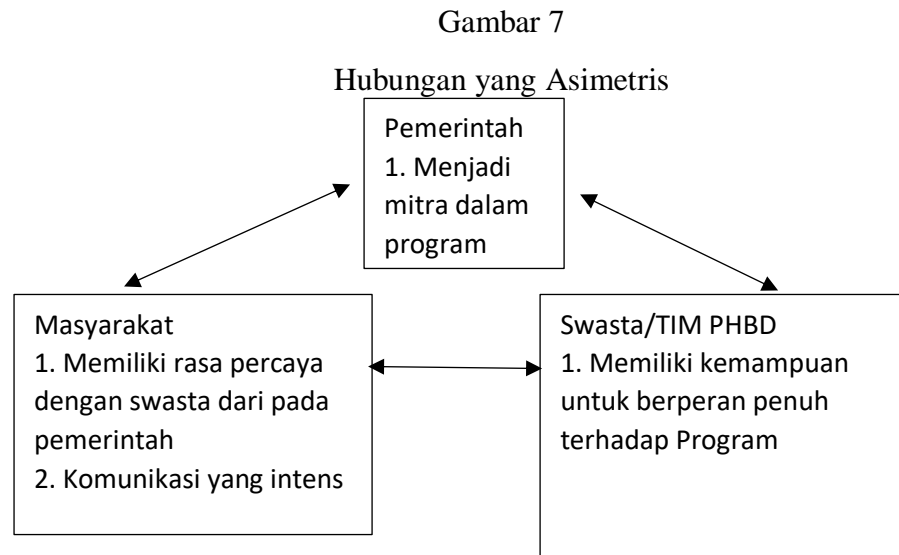 Gambar 7
Hubungan yang Asimetris
Pemerintah
1. Menjadi
mitra dalam
program
Masyarakat
1. Memiliki rasa percaya
dengan swasta dari pada
pemerintah
2. Komunikasi yang intens
Swasta/TIM PHBD
1. Memiliki kemampuan
untuk berperan penuh
terhadap Program